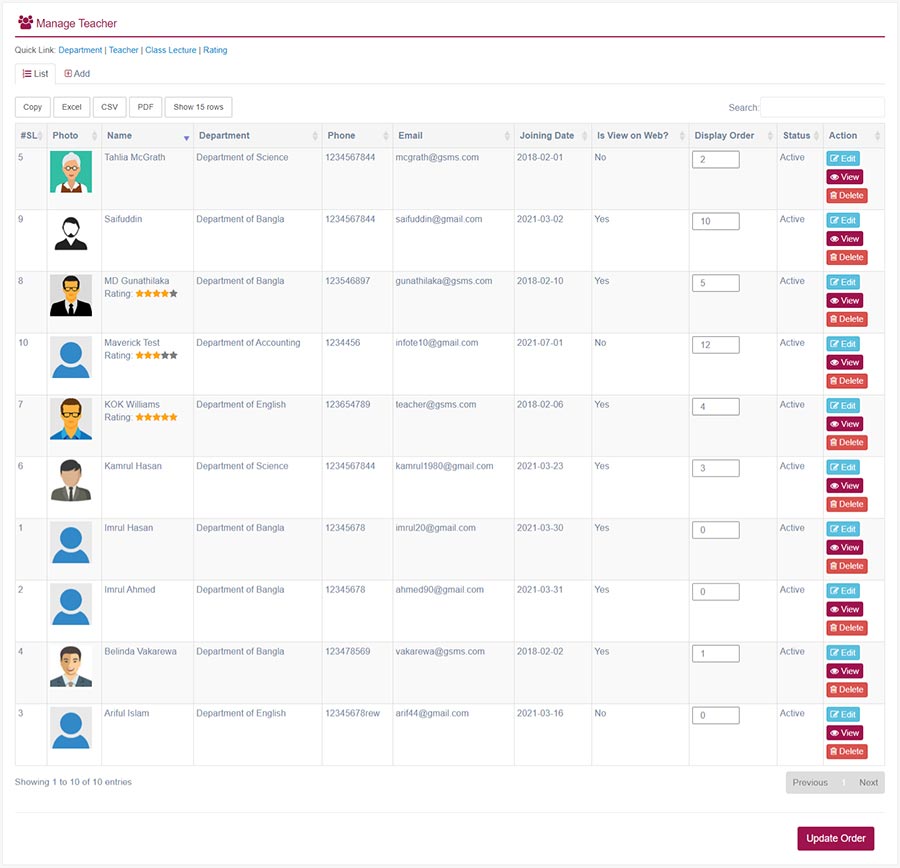 Manage Teacher
Quick Link: Department | Teacher | Class Lecture | Rating
List Add
Copy Excel CSV PDF Show 15 rows Search:
#SL Photo Name Department Phone Email Joining Date Is View on Web? Display Order Status Action
5 Tahlia McGrath Department of Science 1234567844 mcgrath@gsms.com 2018-02-01 No 2 Active Edit
View
Delete
9 Saifuddin Department of Bangla 1234567844 saifuddin@gmail.com 2021-03-02 Yes 10 Active Edit
View
Delete
8 MD Gunathilaka Department of Bangla 123546897 gunathilaka@gsms.com 2018-02-10 Yes 5 Active Edit
Rating: View
Delete
10 Maverick Test Department of Accounting 1234456 infote10@gmail.com 2021-07-01 No 12 Active Edit
Rating: View
Delete
7 KOK Williams Department of English 123654789 teacher@gsms.com 2018-02-06 Yes 4 Active Edit
Rating: View
Delete
6 Kamrul Hasan Department of Science 1234567844 kamrul1980@gmail.com 2021-03-23 Yes 3 Active Edit
View
Delete
1 Imrul Hasan Department of Bangla 12345678 imrul20@gmail.com 2021-03-30 Yes 0 Active Edit
View
Delete
2 Imrul Ahmed Department of Bangla 12345678 ahmed90@gmail.com 2021-03-31 Yes 0 Active Edit
View
Delete
4 Belinda Vakarewa Department of Bangla 123478569 vakarewa@gsms.com 2018-02-02 Yes 1 Active Edit
View
Delete
3 Ariful Islam Department of English 12345678rew arif44@gmail.com 2021-03-16 No 0 Active Edit
View
Delete
Showing 1 to 10 of 10 entries Previous 1 Next
Update Order